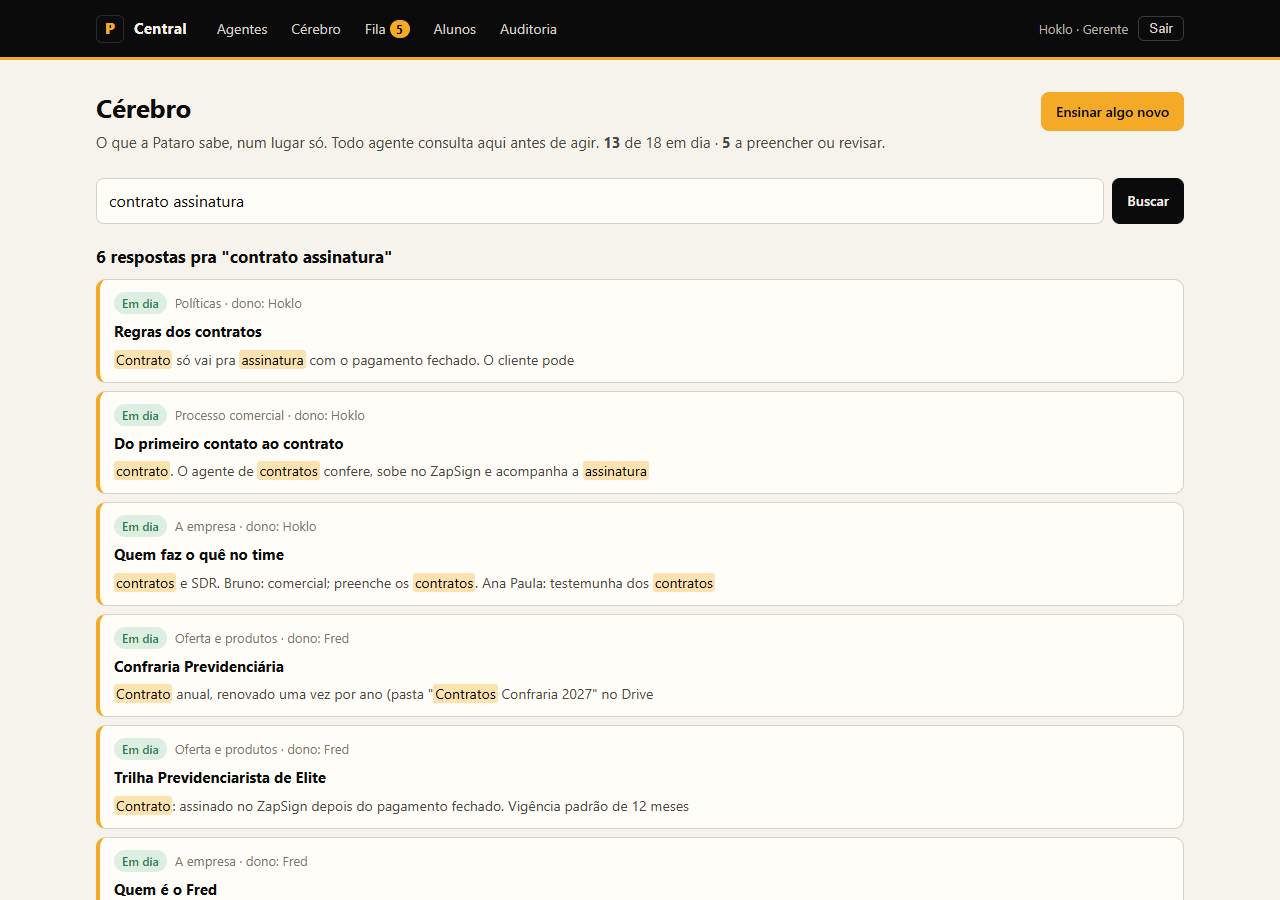 P Central Agentes Cérebro Fila 5 Alunos Auditoria Hoklo · Gerente Sair
Cérebro
Ensinar algo novo
O que a Pataro sabe, num lugar só. Todo agente consulta aqui antes de agir. 13 de 18 em dia · 5 a preencher ou revisar.
contrato assinatura
Buscar
6 respostas pra "contrato assinatura"
Em dia Políticas · dono: Hoklo
Regras dos contratos
Contrato só vai pra assinatura com o pagamento fechado. O cliente pode
Em dia Processo comercial · dono: Hoklo
Do primeiro contato ao contrato
contrato. O agente de contratos confere, sobe no ZapSign e acompanha a assinatura
Em dia A empresa · dono: Hoklo
Quem faz o quê no time
contratos e SDR. Bruno: comercial; preenche os contratos. Ana Paula: testemunha dos contratos
Em dia Oferta e produtos · dono: Fred
Confraria Previdenciária
Contrato anual, renovado uma vez por ano (pasta "Contratos Confraria 2027" no Drive
Em dia Oferta e produtos · dono: Fred
Trilha Previdenciarista de Elite
Contrato: assinado no ZapSign depois do pagamento fechado. Vigência padrão de 12 meses
Em dia A empresa · dono: Fred
Quem é o Fred